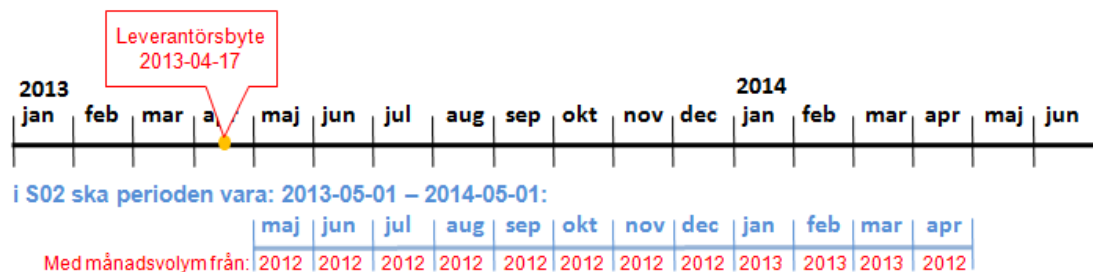 Leverantörsbyte
2013-04-17
2013 2014
jan feb mar maj jun jul aug sep okt nov dec jan feb mar apr maj jun
i S02 ska perioden vara: 2013-05-01 – 2014-05-01:
maj jun jul aug sep okt nov dec jan feb mar apr
Med månadsvolym från: 2012 2012 2012 2012 2012 2012 2012 2012 2013 2013 2013 2012